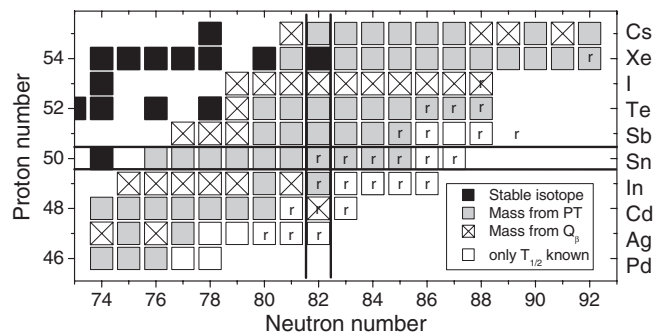 Proton number
54
52
50
48
46
Cs
Xe
I
Te
Sb
Sn
In
Cd
Ag
Pd
r
r
r r r
r r r r
r r r r r r
r r r r r
r r r
r r r
Stable isotope
Mass from PT
Mass from Qβ
only T1/2 known
74 76 78 80 82 84 86 88 90 92
Neutron number